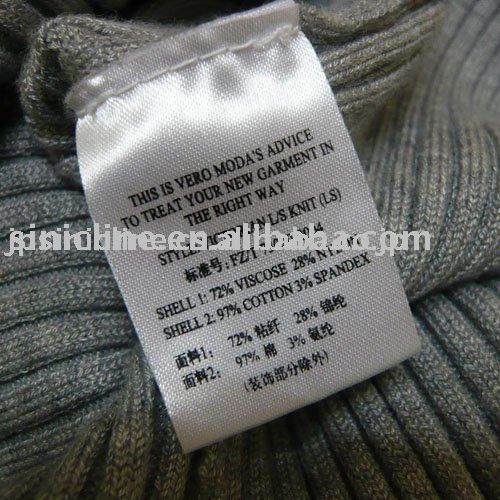 THIS IS VERO MODA'S ADVICE
TO TREAT YOUR NEW GARMENT IN
THE RIGHT WAY
L/S KNIT (LS)
标准号: FZ/T
SHELL 1: 72% VISCOSE 28%
SHELL 2: 97% COTTON 3% SPANDEX
面料1: 72% 粘纤 28% 锦纶
面料2: 97% 棉 3% 氨纶
(装饰部分除外)